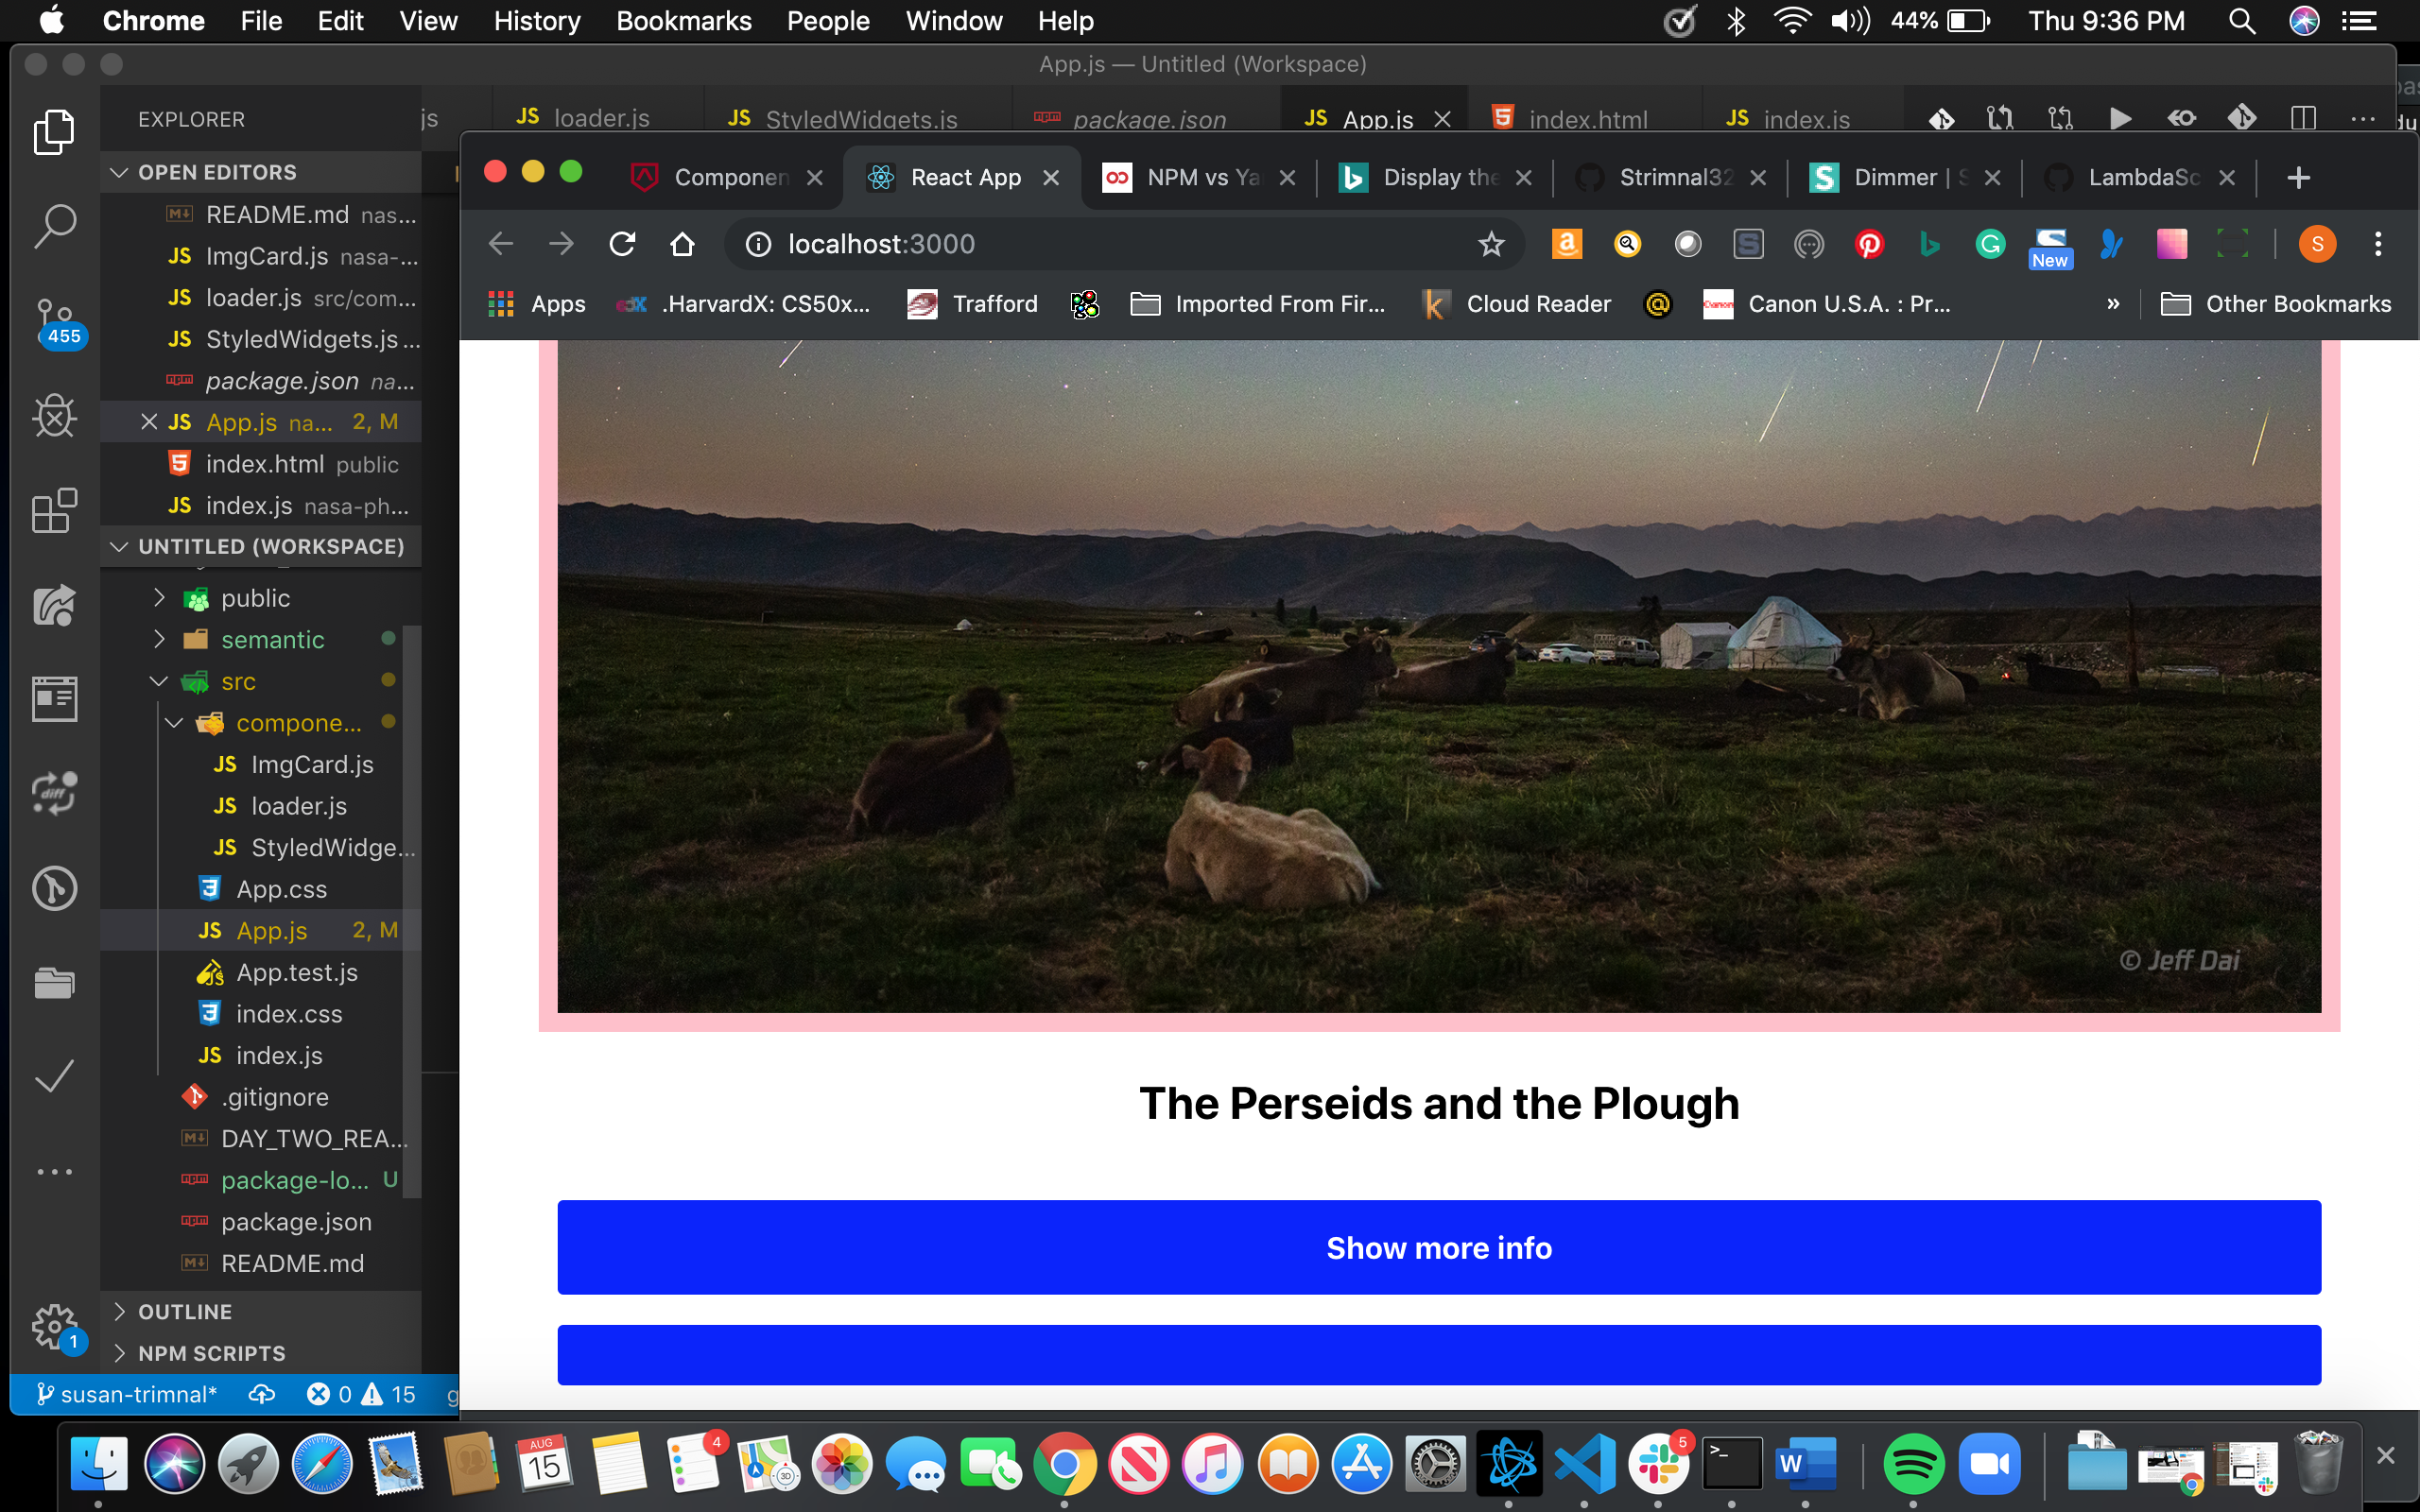 Chrome File Edit View History Bookmarks People Window Help 44% Thu 9:36 PM
App.js — Untitled (Workspace)
EXPLORER
js
JS loader.js
JS StyledWidgets.js
package.json
JS App.js
index.html
JS index.js
OPEN EDITORS
README.md nas...
JS ImgCard.js nasa-...
JS loader.js src/com...
JS StyledWidgets.js ...
package.json na...
JS App.js na... 2, M
index.html public
JS index.js nasa-ph...
UNTITLED (WORKSPACE)
public
semantic
src
compone...
JS ImgCard.js
JS loader.js
JS StyledWidge...
App.css
JS App.js 2, M
App.test.js
index.css
JS index.js
.gitignore
DAY_TWO_REA...
package-lo... U
package.json
README.md
OUTLINE
NPM SCRIPTS
455
diff
1
susan-trimnal* 0 15 g
Componen
React App
NPM vs Ya
Display the
Strimnal32
Dimmer | S
LambdaSc
localhost:3000
New
S
Apps
.HarvardX: CS50x...
Trafford
Imported From Fir...
Cloud Reader
Canon U.S.A. : Pr...
»
Other Bookmarks
© Jeff Dai
The Perseids and the Plough
Show more info
AUG
15
4
3D
5